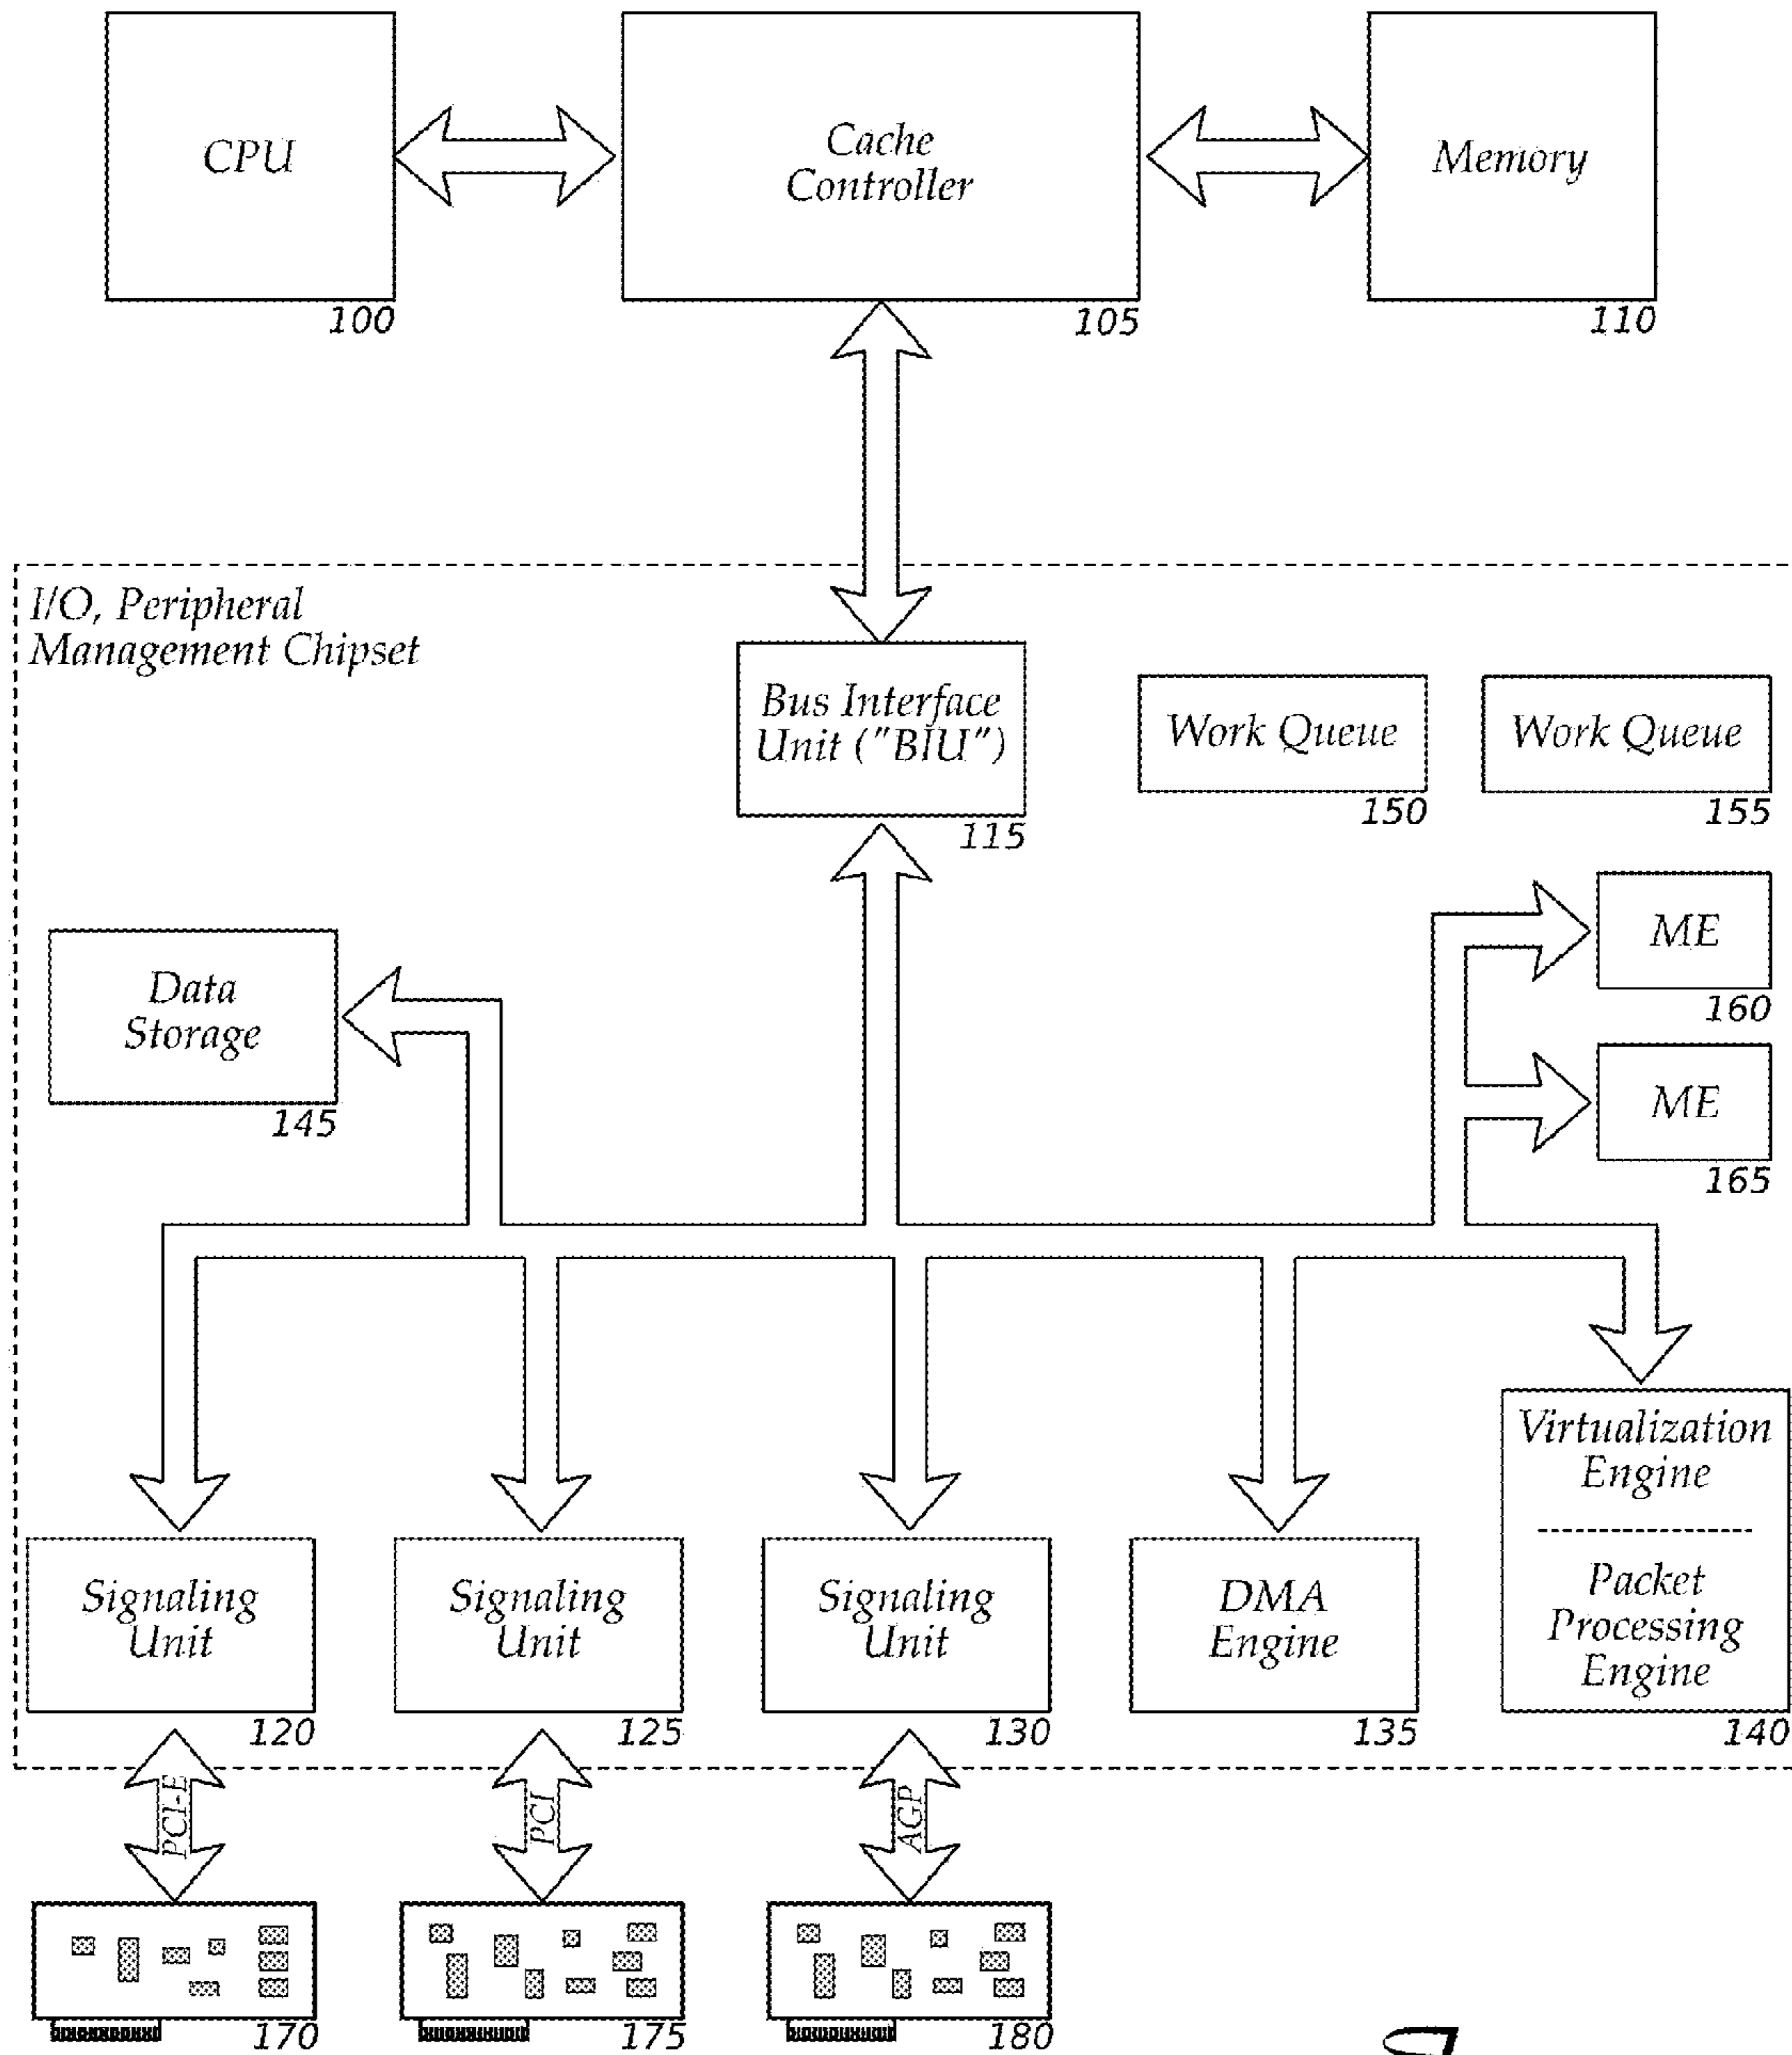 CPU
100
Cache
Controller
105
Memory
110
I/O, Peripheral
Management Chipset
Bus Interface
Unit ("BIU")
115
Work Queue
150
Work Queue
155
Data
Storage
145
ME
160
ME
165
Signaling
Unit
120
Signaling
Unit
125
Signaling
Unit
130
DMA
Engine
135
Virtualization
Engine
Packet
Processing
Engine
140
PCI-E
PCI
AGP
170
175
180